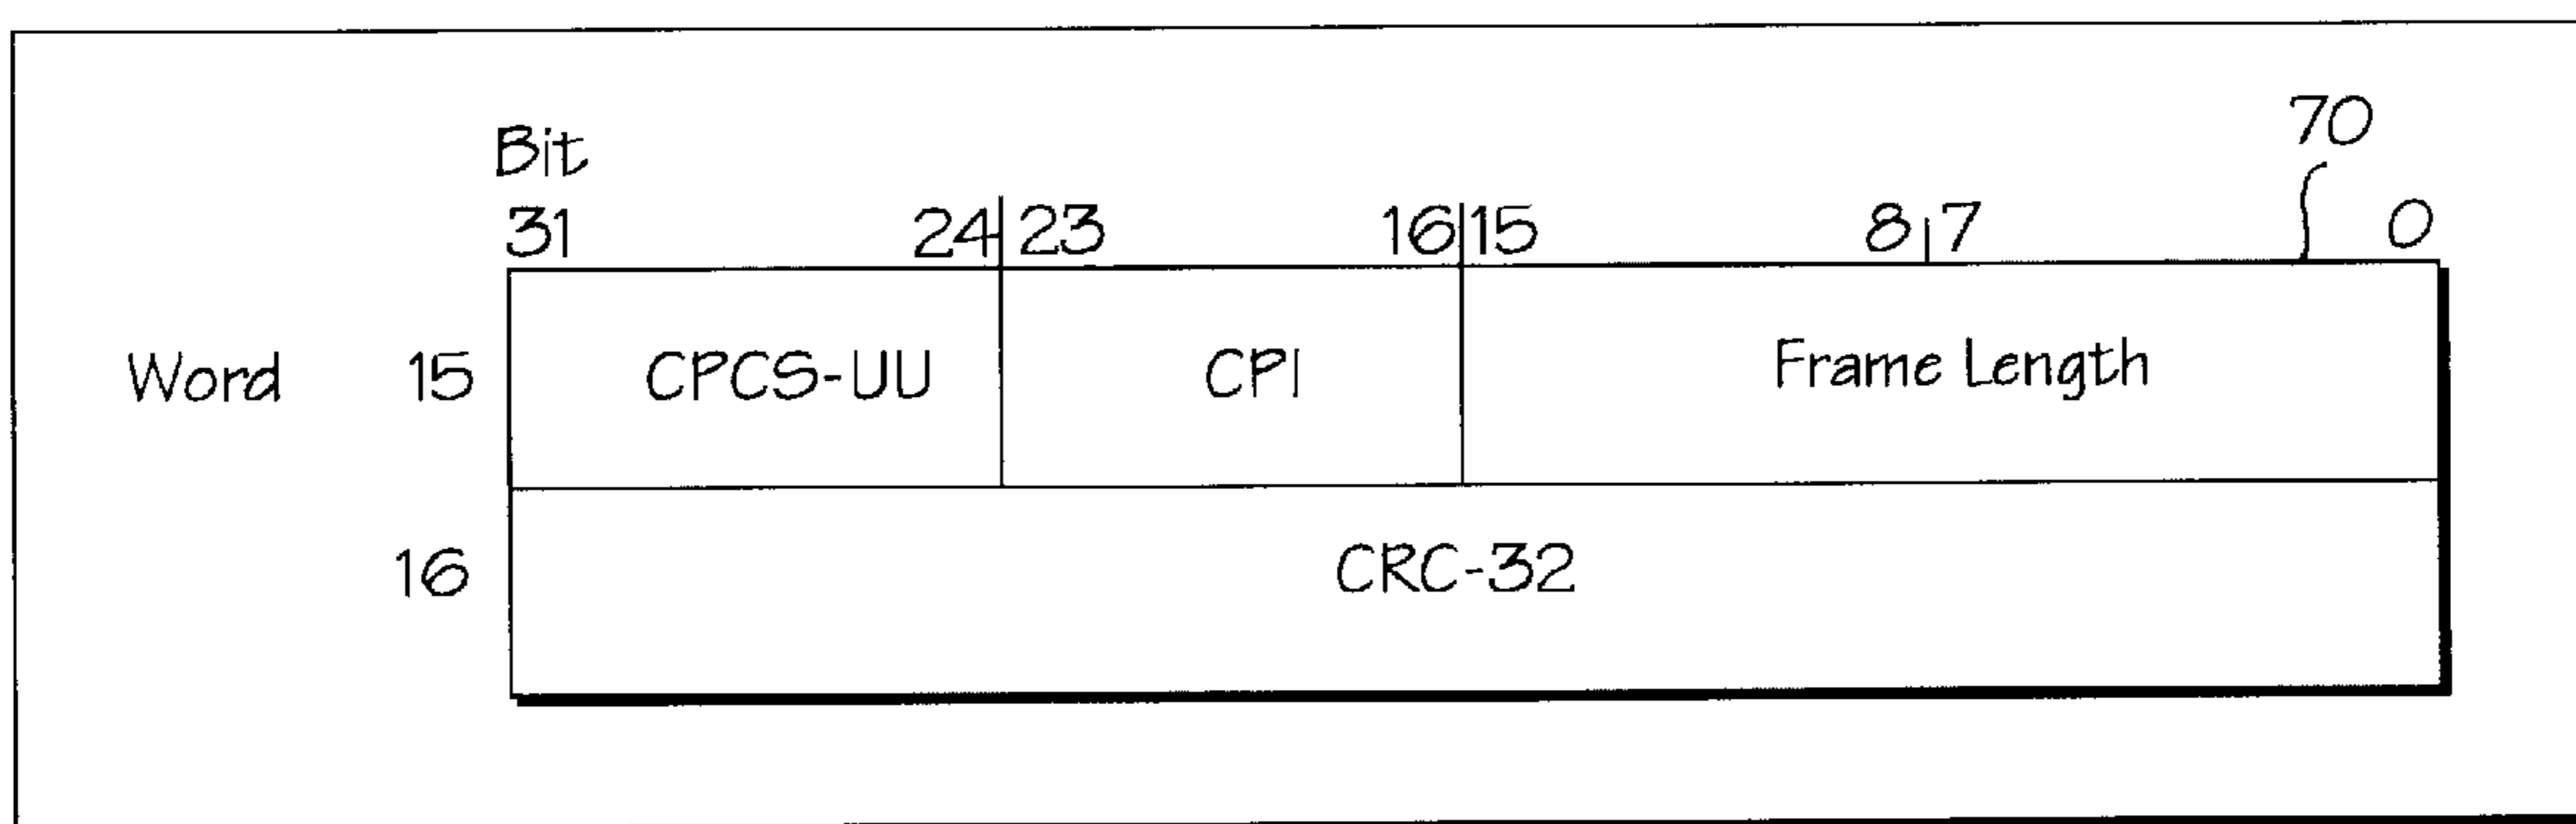 70
Bit
31 24 23 16 15 8 7 0
Word 15 CPCS-UU CPI Frame Length
16 CRC-32